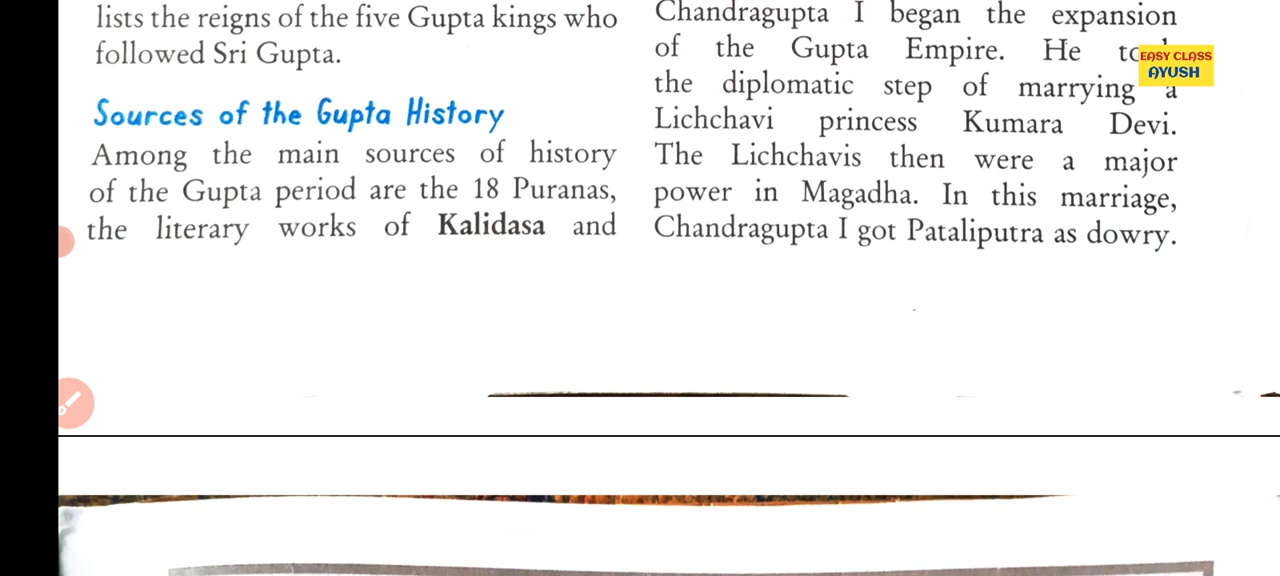 lists the reigns of the five Gupta kings who
followed Sri Gupta.
Sources of the Gupta History
Among the main sources of history
of the Gupta period are the 18 Puranas,
the literary works of Kalidasa and
Chandragupta I began the expansion
of the Gupta Empire. He
the diplomatic step of marrying a
Lichchavi princess Kumara Devi.
The Lichchavis then were a major
power in Magadha. In this marriage,
Chandragupta I got Pataliputra as dowry.
EASY CLASS
AYUSH